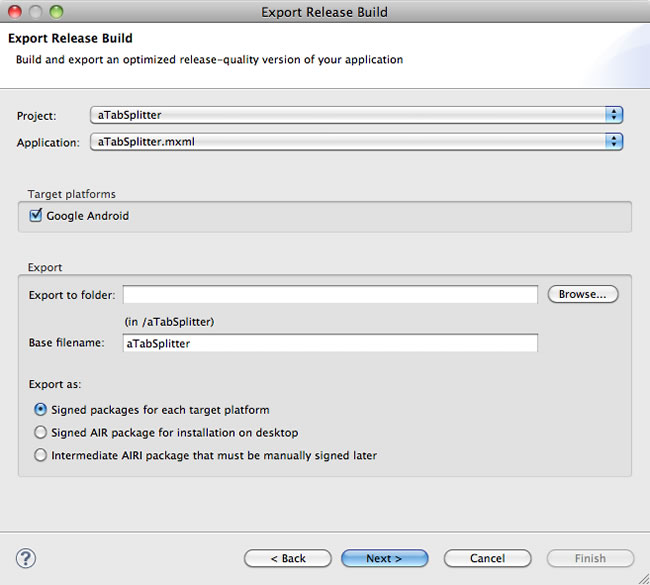 Export Release Build
Export Release Build
Build and export an optimized release-quality version of your application
Project: aTabSplitter
Application: aTabSplitter.mxml
Target platforms
Google Android
Export
Export to folder: Browse...
(in /aTabSplitter)
Base filename: aTabSplitter
Export as:
Signed packages for each target platform
Signed AIR package for installation on desktop
Intermediate AIRI package that must be manually signed later
? < Back Next > Cancel Finish